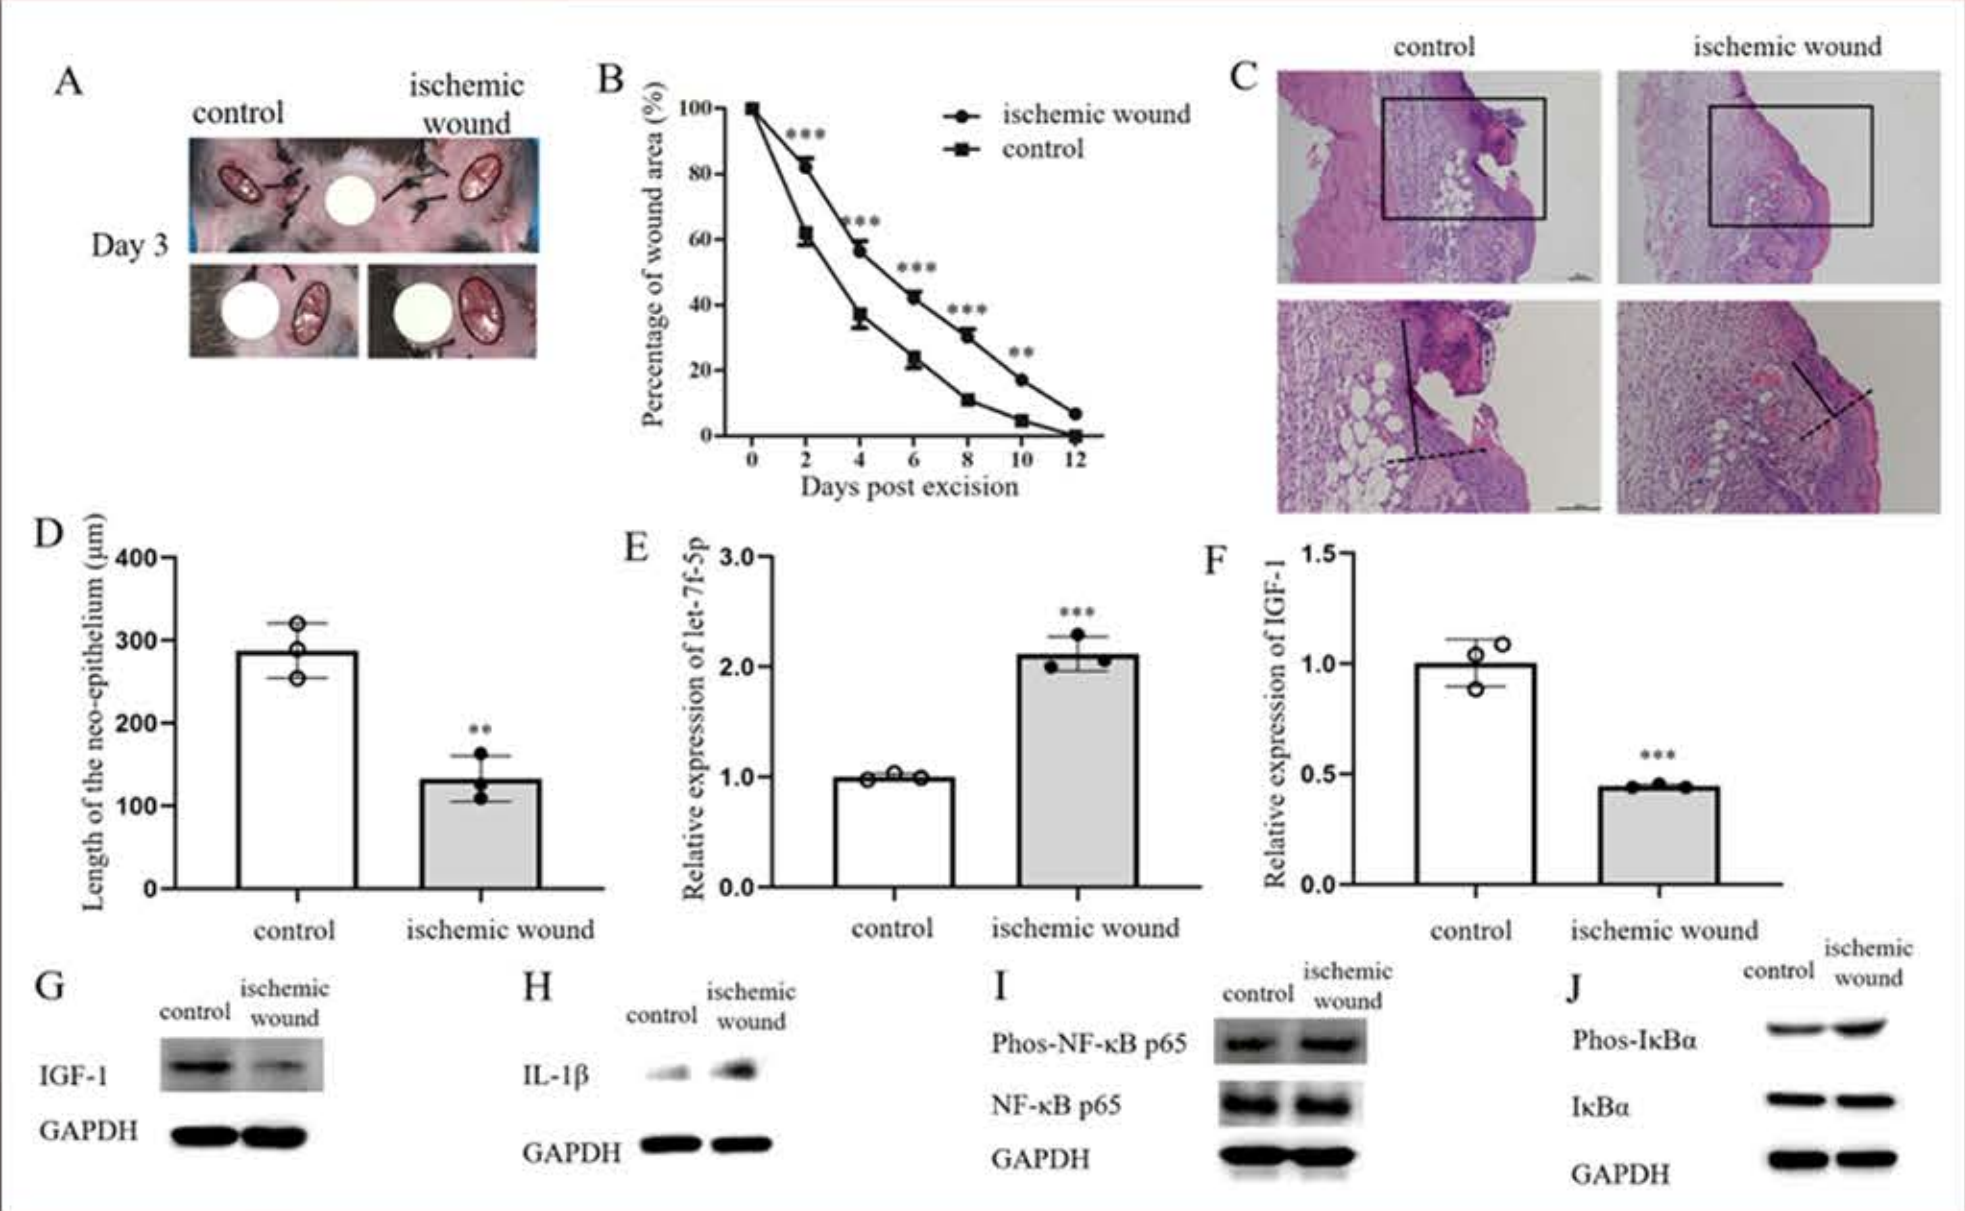 A
control
ischemic
wound
Day 3
B
Percentage of wound area (%)
100
80
60
40
20
0
***
***
***
***
**
ischemic wound
control
0 2 4 6 8 10 12
Days post excision
C
control
ischemic wound
D
Length of the neo-epithelium (μm)
400
300
200
100
0
**
control
ischemic wound
E
Relative expression of let-7f-5p
3.0
2.0
1.0
0.0
***
control
ischemic wound
F
Relative expression of IGF-1
1.5
1.0
0.5
0.0
***
control
ischemic wound
G
control
ischemic
wound
IGF-1
GAPDH
H
control
ischemic
wound
IL-1β
GAPDH
I
control
ischemic
wound
Phos-NF-κB p65
NF-κB p65
GAPDH
J
control
ischemic
wound
Phos-IκBα
IκBα
GAPDH